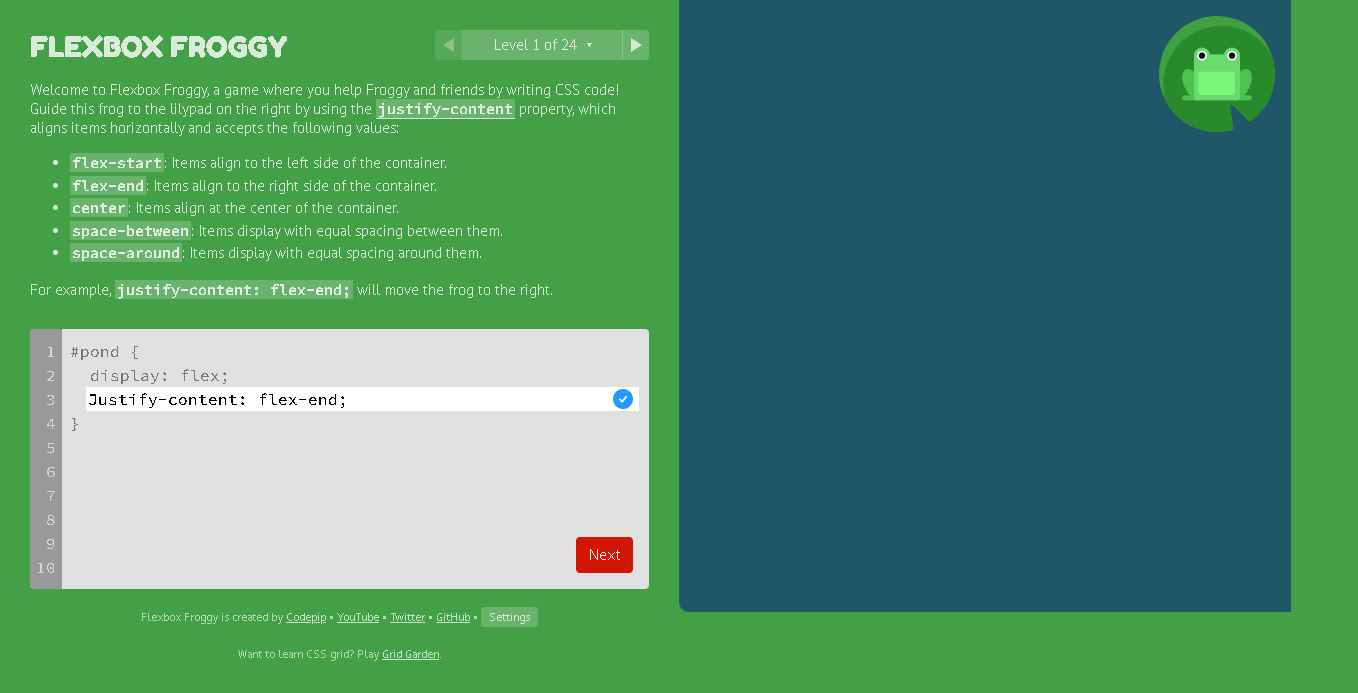 FLEXBOX FROGGY
Level 1 of 24
Welcome to Flexbox Froggy, a game where you help Froggy and friends by writing CSS code!
Guide this frog to the lilypad on the right by using the justify-content property, which
aligns items horizontally and accepts the following values:
flex-start: Items align to the left side of the container.
flex-end: Items align to the right side of the container.
center: Items align at the center of the container.
space-between: Items display with equal spacing between them.
space-around: Items display with equal spacing around them.
For example, justify-content: flex-end; will move the frog to the right.
1 #pond {
2 display: flex;
3 Justify-content: flex-end;
4 }
5
6
7
8
9
10
Next
Flexbox Froggy is created by Codepip • YouTube • Twitter • GitHub • Settings
Want to learn CSS grid? Play Grid Garden.